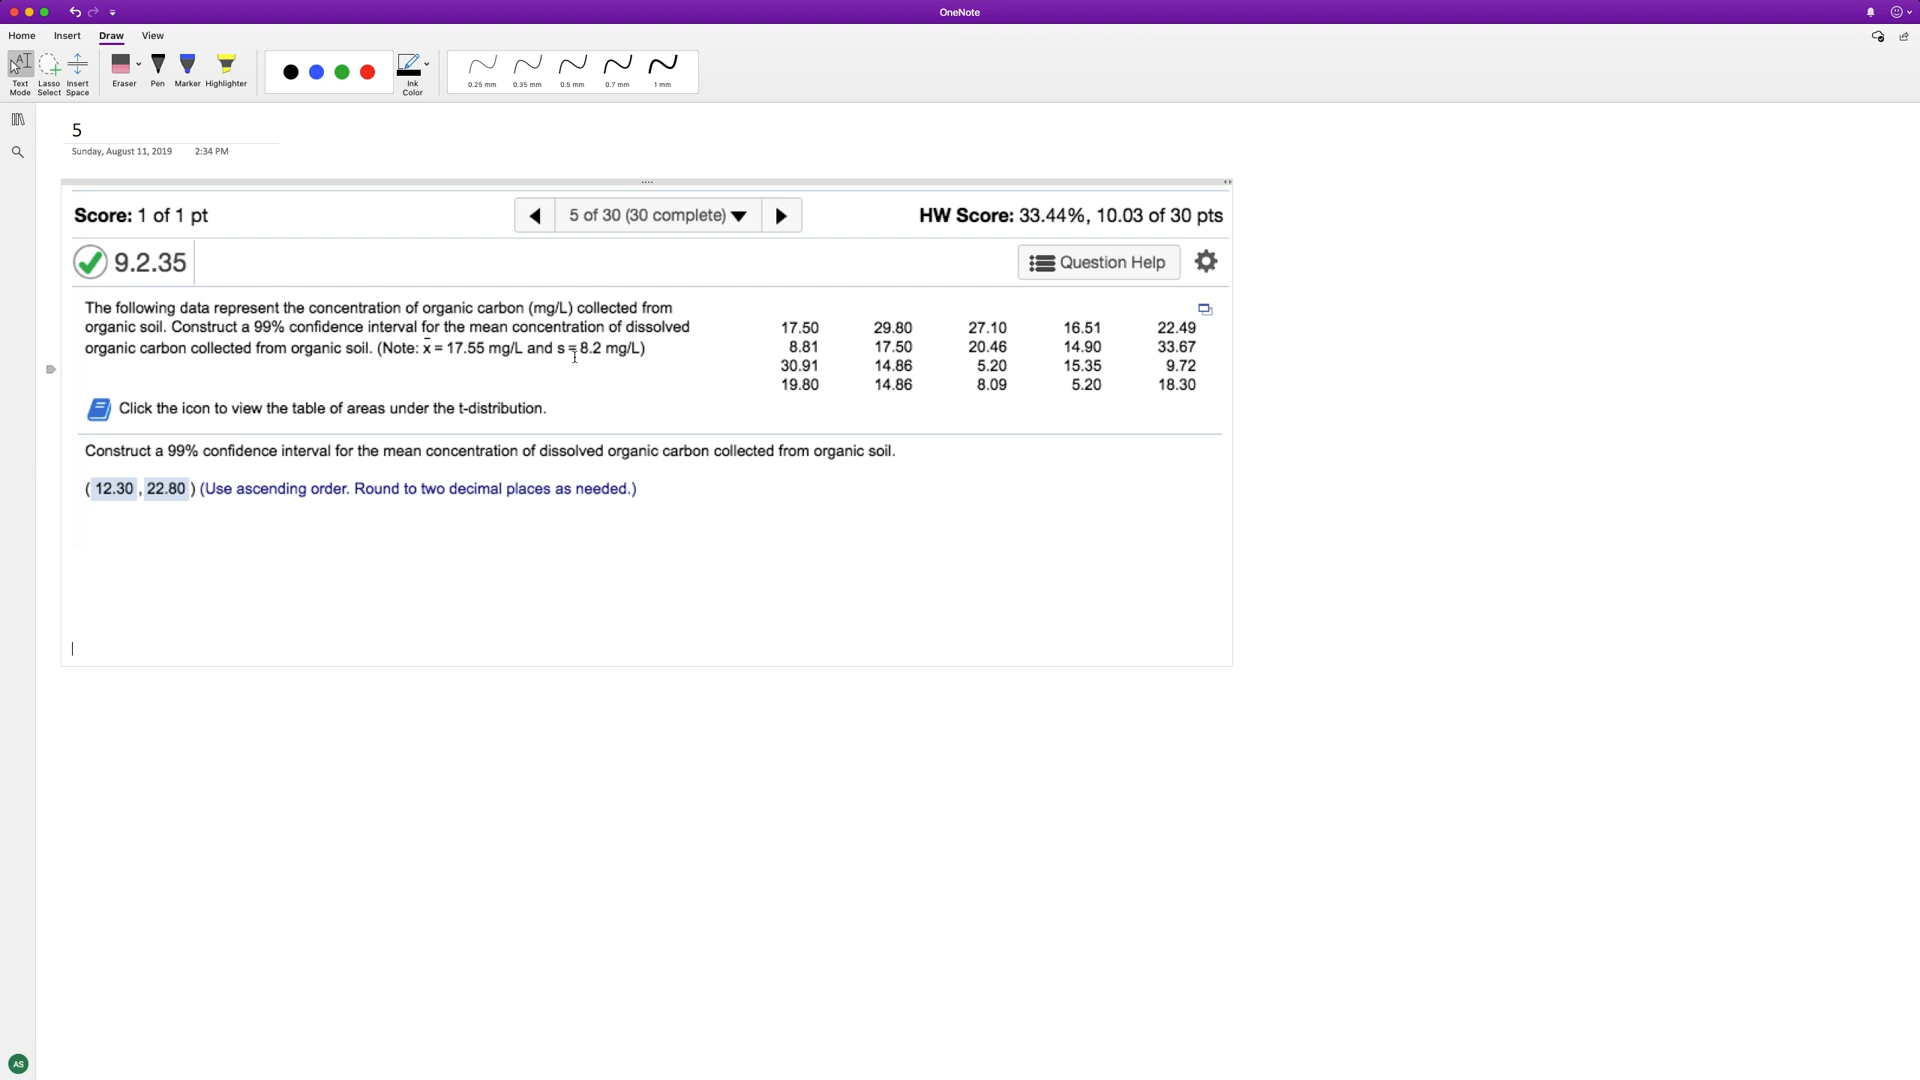 OneNote
Home Insert Draw View
Text Mode
Lasso Select
Insert Space
Eraser
Pen
Marker
Highlighter
Ink Color
0.25 mm
0.35 mm
0.5 mm
0.7 mm
1 mm
5
Sunday, August 11, 2019 2:34 PM
Score: 1 of 1 pt
5 of 30 (30 complete)
HW Score: 33.44%, 10.03 of 30 pts
9.2.35
Question Help
The following data represent the concentration of organic carbon (mg/L) collected from
organic soil. Construct a 99% confidence interval for the mean concentration of dissolved
organic carbon collected from organic soil. (Note: x̄ = 17.55 mg/L and s = 8.2 mg/L)
17.50 29.80 27.10 16.51 22.49
8.81 17.50 20.46 14.90 33.67
30.91 14.86 5.20 15.35 9.72
19.80 14.86 8.09 5.20 18.30
Click the icon to view the table of areas under the t-distribution.
Construct a 99% confidence interval for the mean concentration of dissolved organic carbon collected from organic soil.
( 12.30 , 22.80 ) (Use ascending order. Round to two decimal places as needed.)
AS